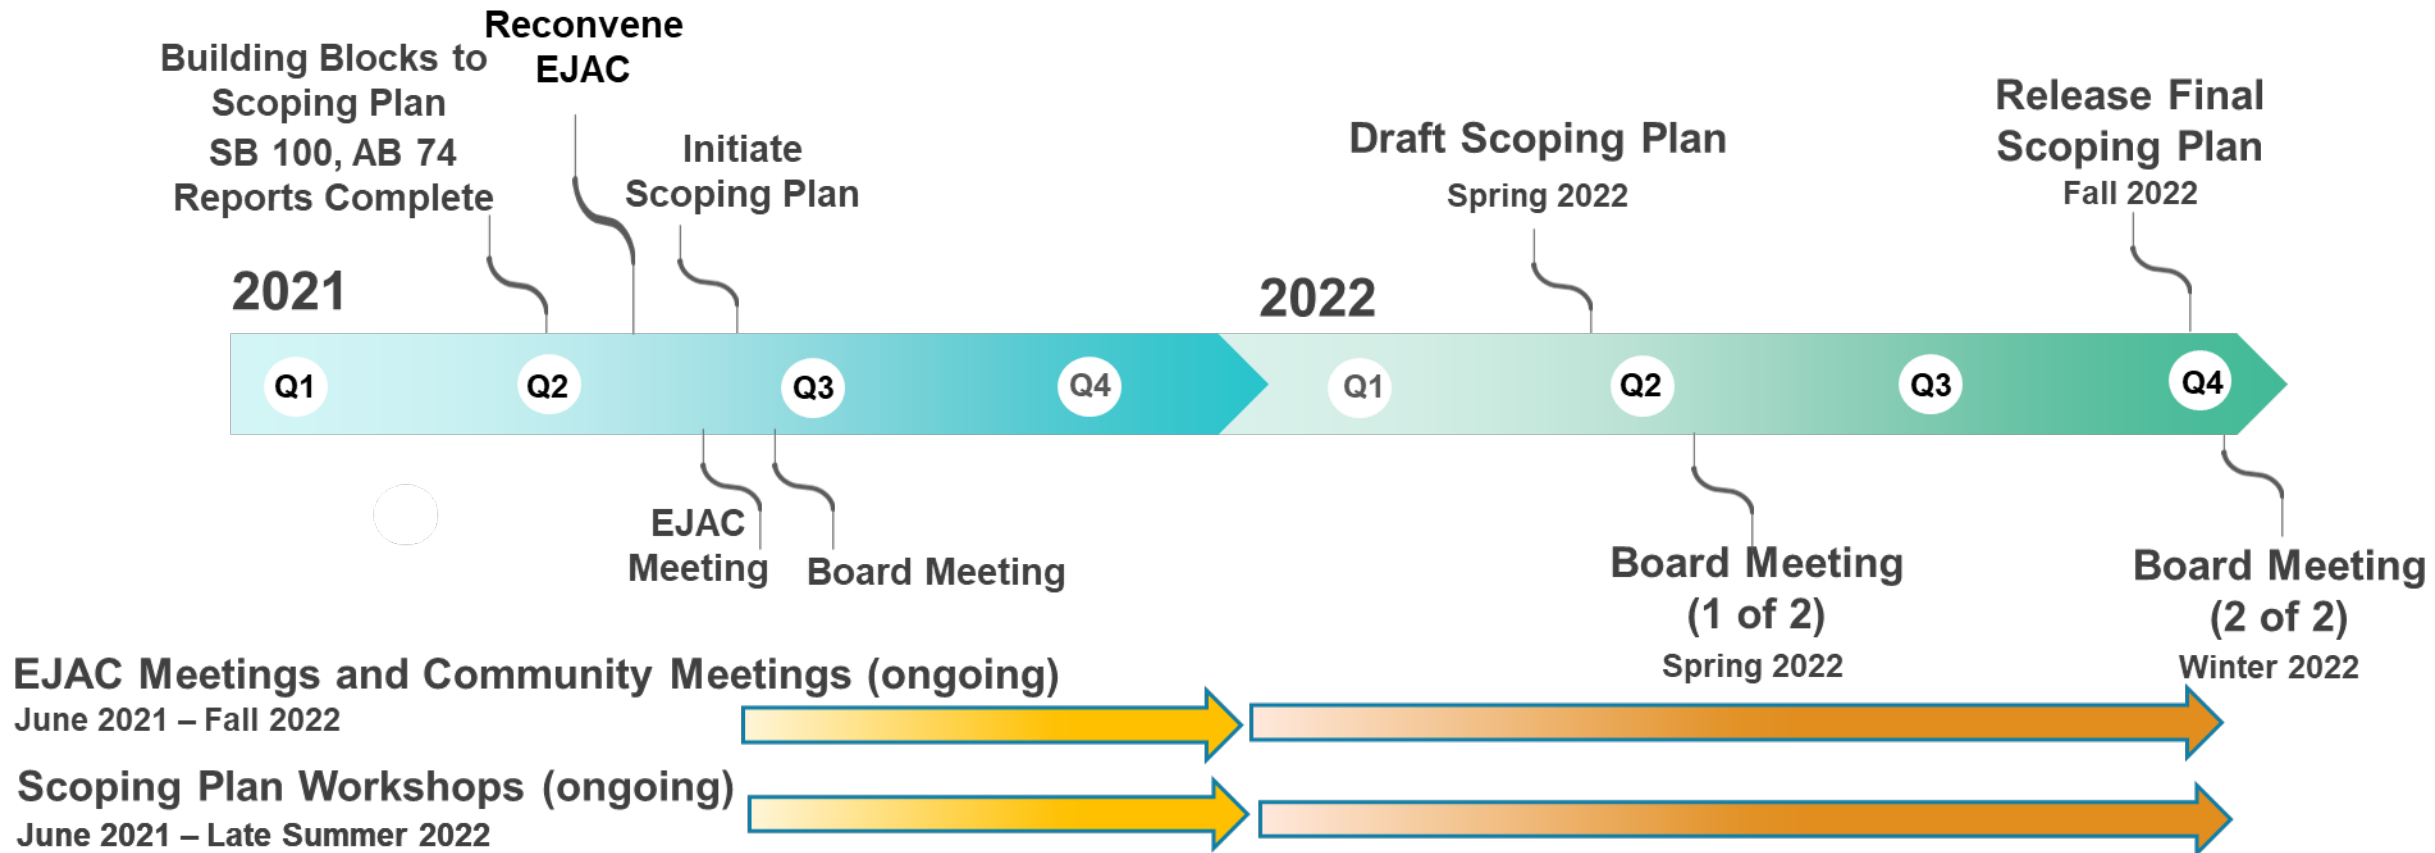 Reconvene
EJAC
Building Blocks to
Scoping Plan
SB 100, AB 74
Reports Complete
Initiate
Scoping Plan
Draft Scoping Plan
Spring 2022
Release Final
Scoping Plan
Fall 2022
2021
2022
Q1
Q2
Q3
Q4
Q1
Q2
Q3
Q4
EJAC
Meeting
Board Meeting
Board Meeting
(1 of 2)
Spring 2022
Board Meeting
(2 of 2)
Winter 2022
EJAC Meetings and Community Meetings (ongoing)
June 2021 – Fall 2022
Scoping Plan Workshops (ongoing)
June 2021 – Late Summer 2022